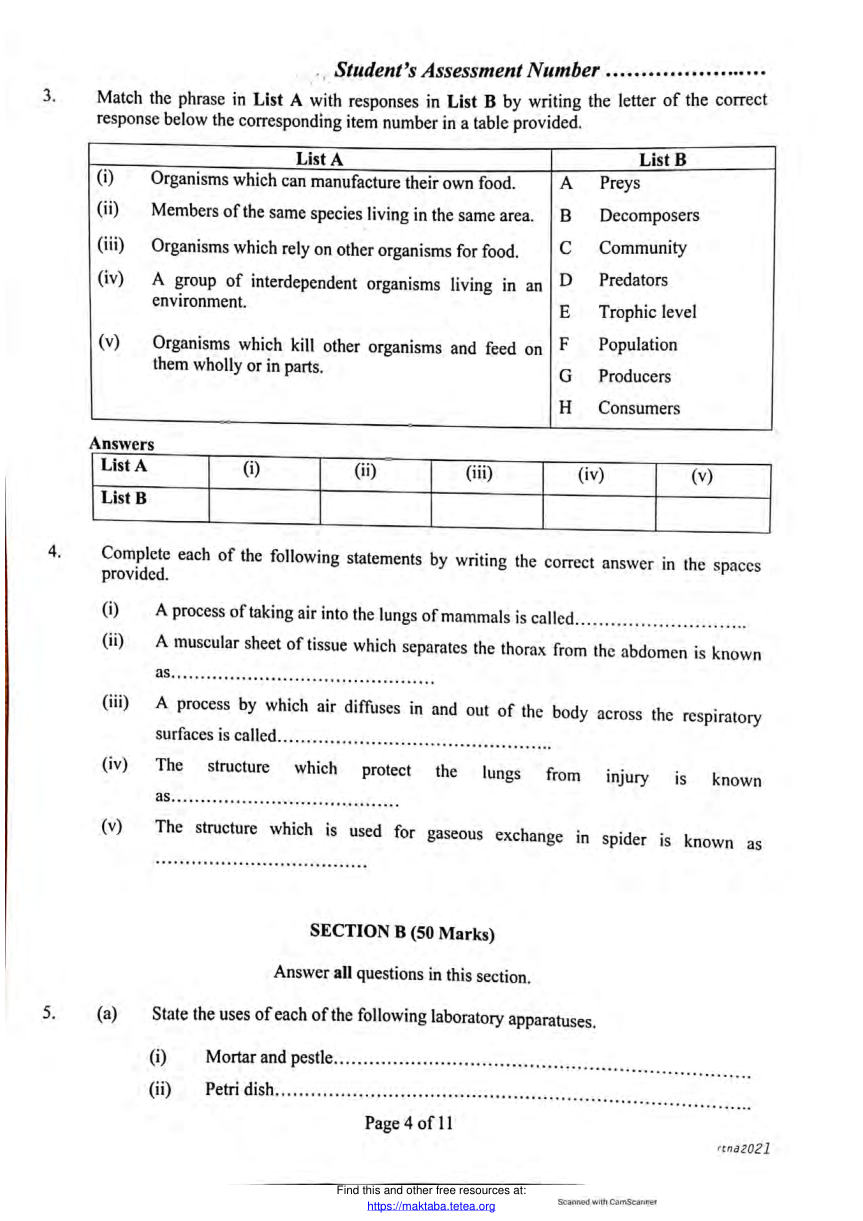 Student's Assessment Number ........................
3. Match the phrase in List A with responses in List B by writing the letter of the correct
response below the corresponding item number in a table provided.
List A List B
(i) Organisms which can manufacture their own food. A Preys
(ii) Members of the same species living in the same area. B Decomposers
(iii) Organisms which rely on other organisms for food. C Community
(iv) A group of interdependent organisms living in an D Predators
environment.
E Trophic level
(v) Organisms which kill other organisms and feed on F Population
them wholly or in parts.
G Producers
H Consumers
Answers
List A (i) (ii) (iii) (iv) (v)
List B
4. Complete each of the following statements by writing the correct answer in the spaces
provided.
(i) A process of taking air into the lungs of mammals is called.............................
(ii) A muscular sheet of tissue which separates the thorax from the abdomen is known
as.............................................
(iii) A process by which air diffuses in and out of the body across the respiratory
surfaces is called...............................................
(iv) The structure which protect the lungs from injury is known
as.......................................
(v) The structure which is used for gaseous exchange in spider is known as
....................................
SECTION B (50 Marks)
Answer all questions in this section.
5. (a) State the uses of each of the following laboratory apparatuses.
(i) Mortar and pestle.......................................................................
(ii) Petri dish.................................................................................
Page 4 of 11
ftna2021
Find this and other free resources at:
https://maktaba.tetea.org
Scanned with CamScanner